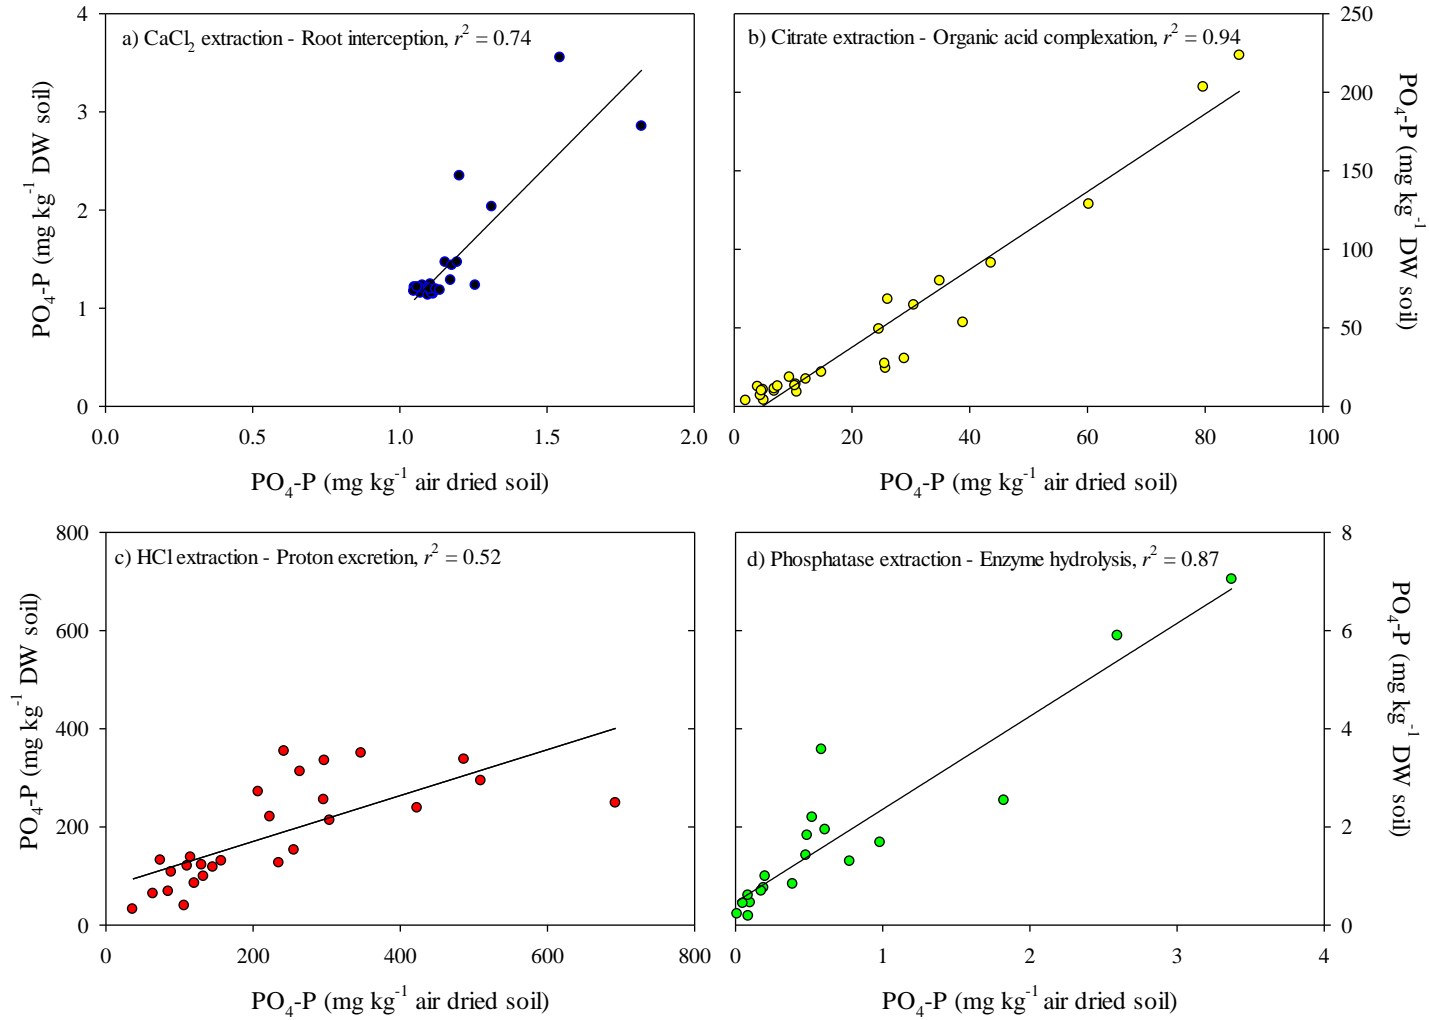 a) CaCl2 extraction - Root interception, r2 = 0.74
4
3
2
1
0
PO4-P (mg kg-1 DW soil)
0.0 0.5 1.0 1.5 2.0
PO4-P (mg kg-1 air dried soil)
b) Citrate extraction - Organic acid complexation, r2 = 0.94
250
200
150
100
50
0
PO4-P (mg kg-1 DW soil)
0 20 40 60 80 100
PO4-P (mg kg-1 air dried soil)
c) HCl extraction - Proton excretion, r2 = 0.52
800
600
400
200
0
PO4-P (mg kg-1 DW soil)
0 200 400 600 800
PO4-P (mg kg-1 air dried soil)
d) Phosphatase extraction - Enzyme hydrolysis, r2 = 0.87
8
6
4
2
0
PO4-P (mg kg-1 DW soil)
0 1 2 3 4
PO4-P (mg kg-1 air dried soil)